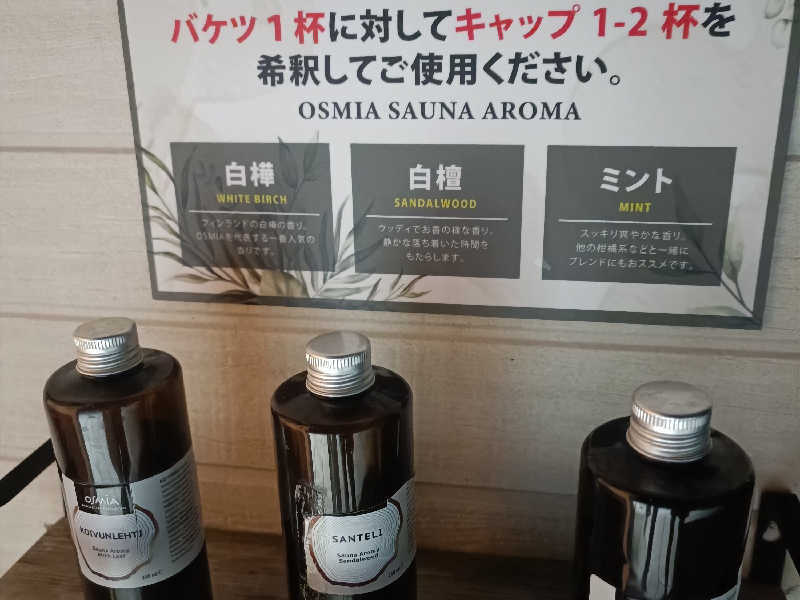 バケツ1杯に対してキャップ 1-2 杯を
希釈してご使用ください。
OSMIA SAUNA AROMA
白樺
WHITE BIRCH
フィンランドの白樺の香り。
OSMIAを代表する一番人気の
香りです。
白檀
SANDALWOOD
ウッディでお香の様な香り。
静かな落ち着いた時間を
もたらします。
ミント
MINT
スッキリ爽やかな香り。
他の柑橘系などと一緒に
ブレンドにもおススメです。
OSMIA
KOIVUNLEHTI
Sauna Aroma
Birch Leaf
SANTELI
Sauna Aroma
Sandalwood